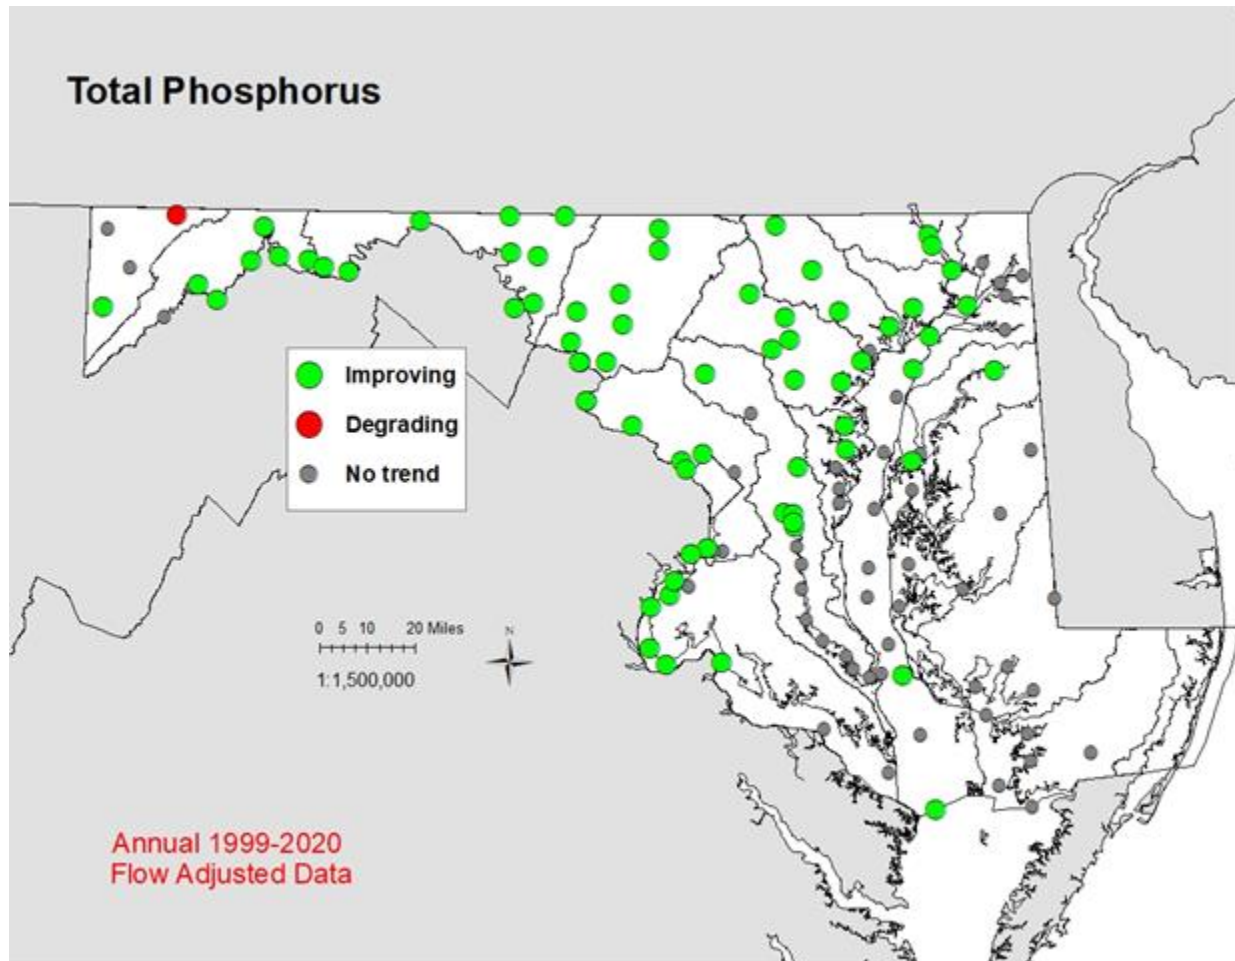 Total Phosphorus
Improving
Degrading
No trend
0 5 10 20 Miles
N
1:1,500,000
Annual 1999-2020
Flow Adjusted Data